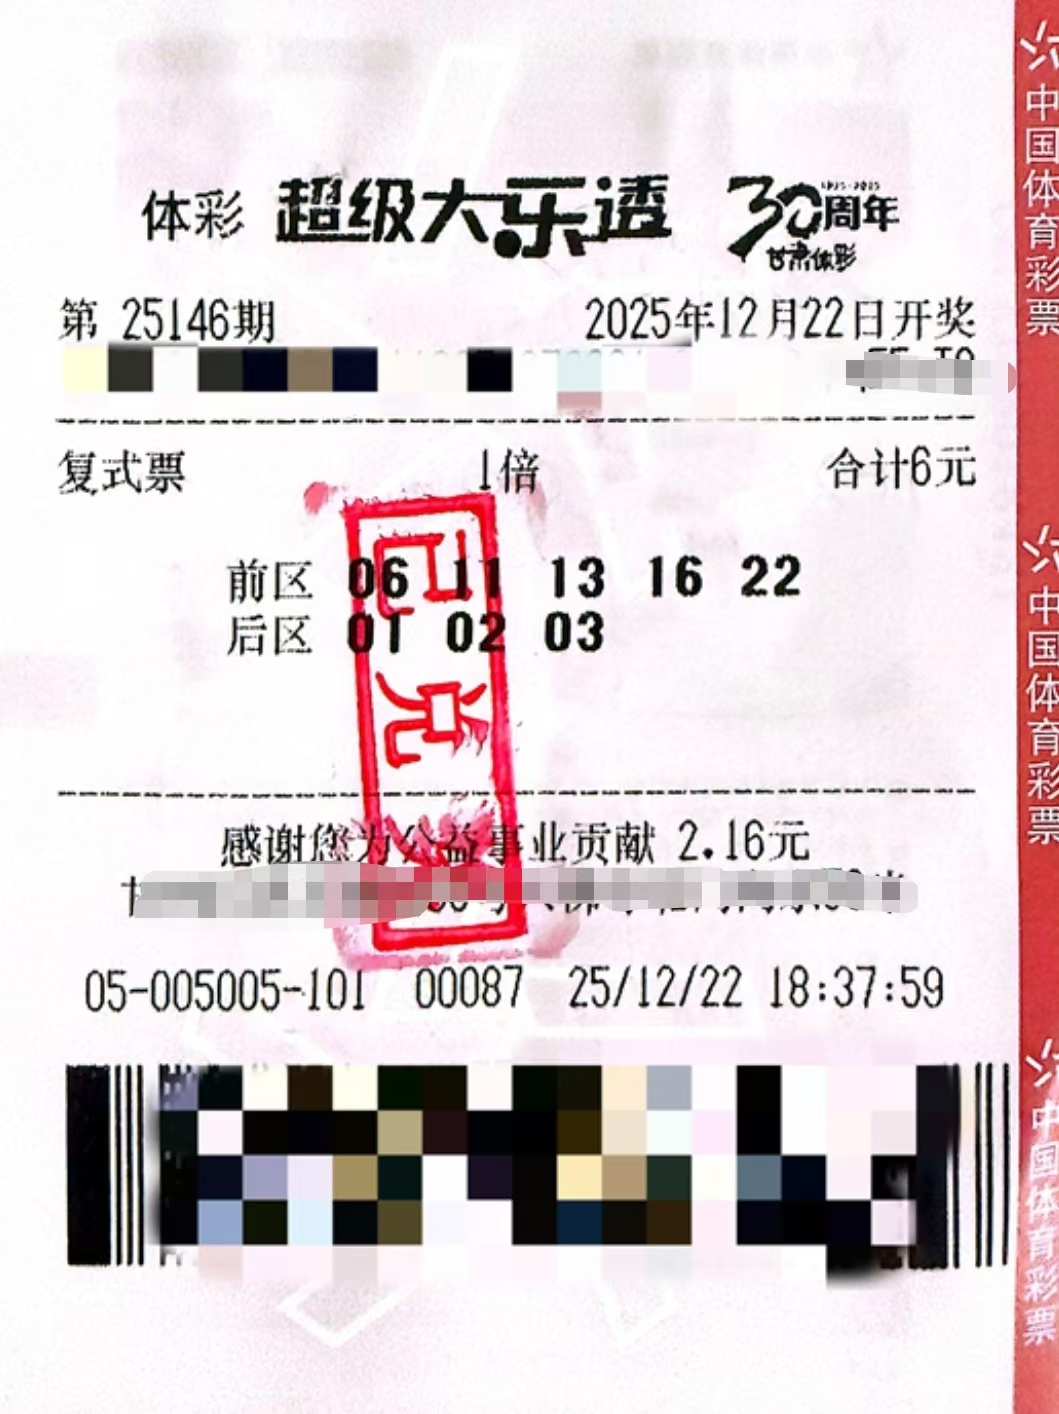 体彩 超级大乐透 30周年
1995-2025
甘肃体彩
第 25146期 2025年12月22日开奖
复式票 1倍 合计6元
前区 06 11 13 16 22
后区 01 02 03
已兑奖
感谢您为公益事业贡献 2.16元
05-005005-101 00087 25/12/22 18:37:59
中国体育彩票
中国体育彩票
中国体育彩票